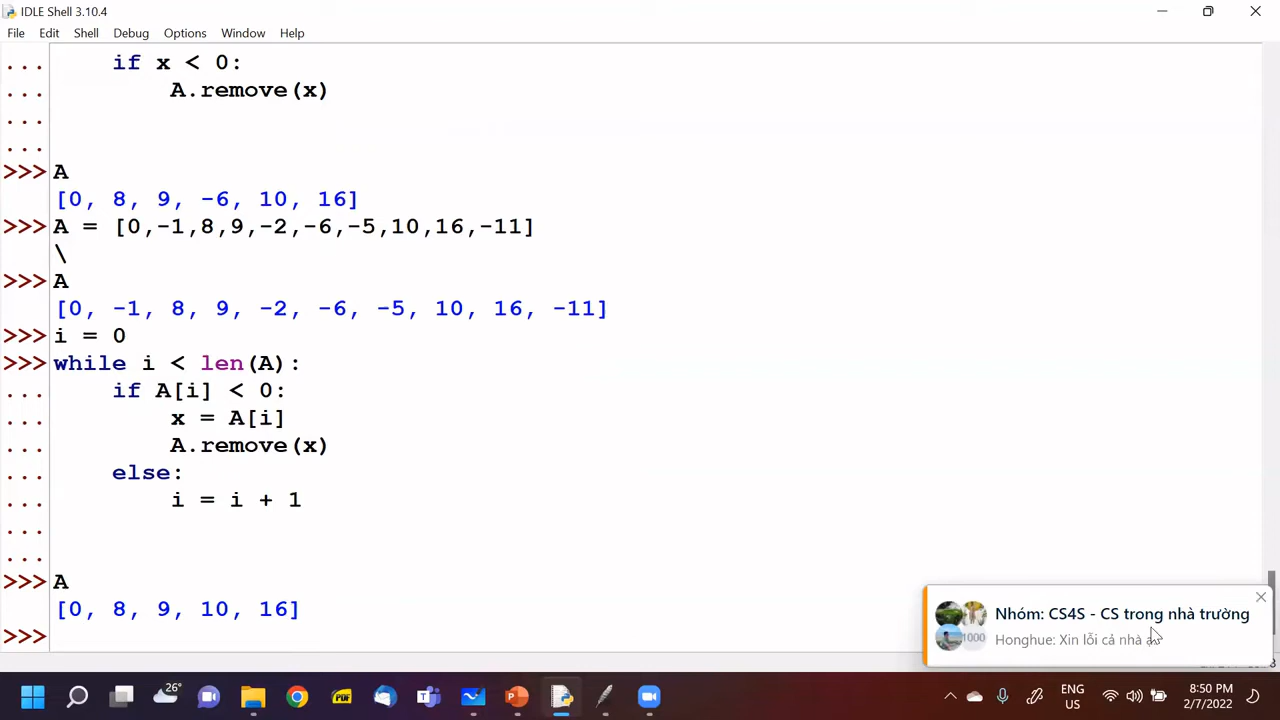 IDLE Shell 3.10.4
File Edit Shell Debug Options Window Help
... if x < 0:
... A.remove(x)
...
...
>>> A
[0, 8, 9, -6, 10, 16]
>>> A = [0,-1,8,9,-2,-6,-5,10,16,-11]
\
>>> A
[0, -1, 8, 9, -2, -6, -5, 10, 16, -11]
>>> i = 0
>>> while i < len(A):
... if A[i] < 0:
... x = A[i]
... A.remove(x)
... else:
... i = i + 1
...
...
>>> A
[0, 8, 9, 10, 16]
>>>
Nhóm: CS4S - CS trong nhà trường
1000 Honghue: Xin lỗi cả nhà
26°
PDF
ENG
US
8:50 PM
2/7/2022